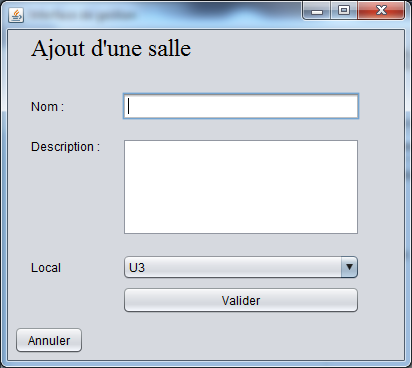 Ajout d'une salle
Nom :
Description :
Local
U3
Valider
Annuler